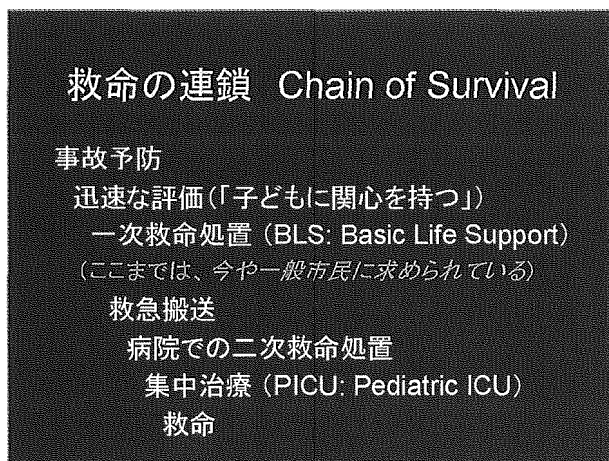 救命の連鎖 Chain of Survival
事故予防
迅速な評価(「子どもに関心を持つ」)
一次救命処置 (BLS: Basic Life Support)
(ここまでは、今や一般市民に求められている)
救急搬送
病院での二次救命処置
集中治療 (PICU: Pediatric ICU)
救命